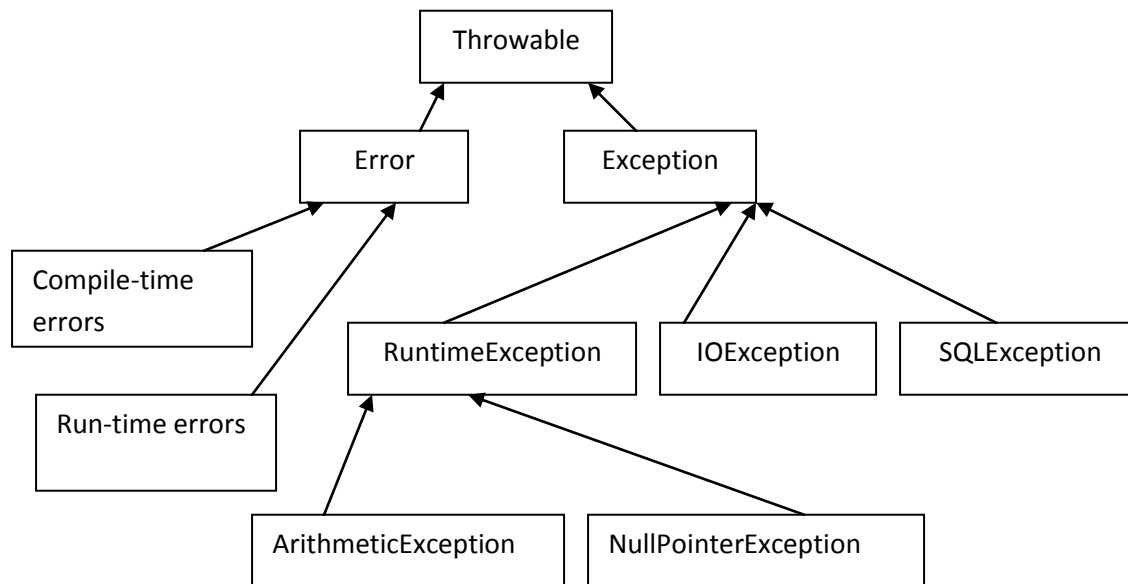 Throwable
Error
Exception
Compile-time
errors
RuntimeException
IOException
SQLException
Run-time errors
ArithmeticException
NullPointerException